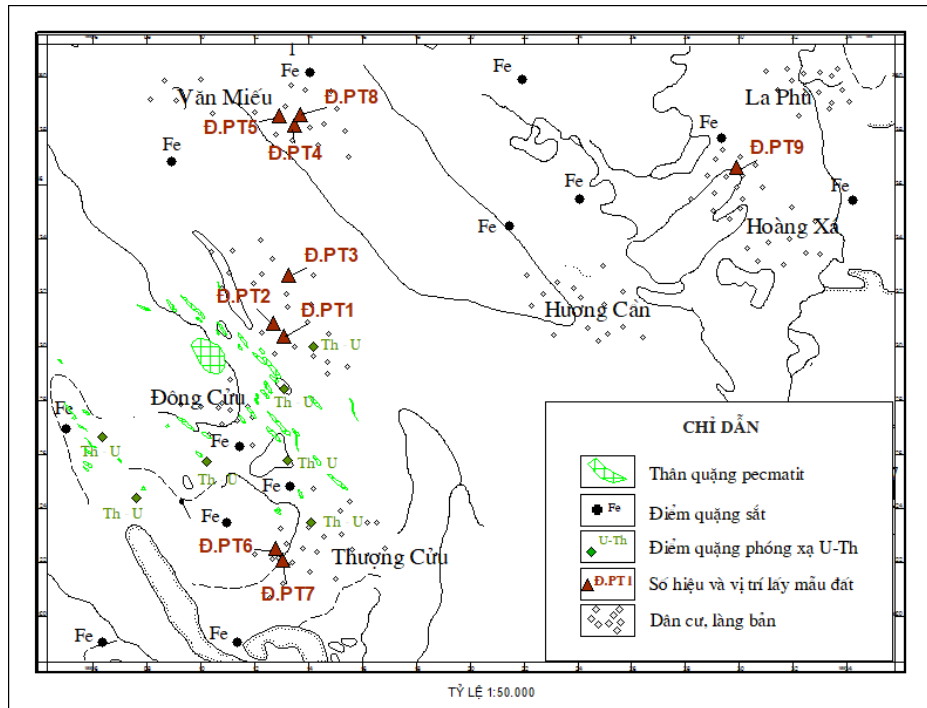 1
Fe
Fe
Văn Miếu
Đ.PT8
La Phù
Đ.PT5
Fe
Đ.PT4
Fe
Đ.PT9
Fe
Fe
Fe
Hoàng Xá
Đ.PT3
Đ.PT2
Đ.PT1
Hương Cần
Th U
Đông Cửu
Th U
Fe
CHỈ DẪN
Fe
Th U
Th U
Th U
Thân quặng pecmatit
Fe
Th U
Fe
Th U
Fe
Điểm quặng sắt
Đ.PT6
Thượng Cửu
U-Th
Điểm quặng phóng xạ U-Th
Đ.PT7
Đ.PT1
Số hiệu và vị trí lấy mẫu đất
Fe
Fe
Dân cư, làng bản
TỶ LỆ 1:50.000